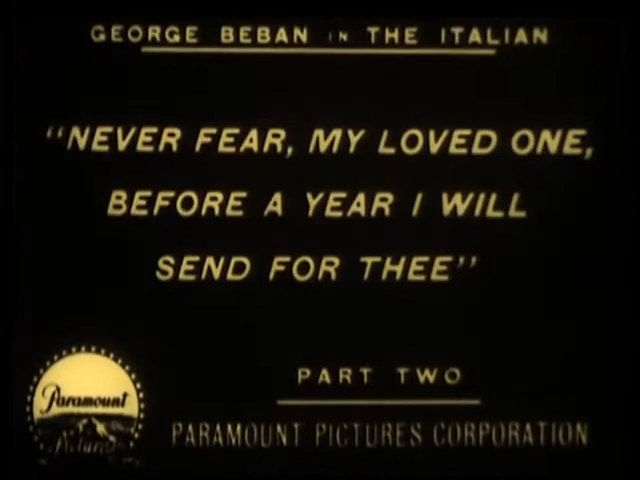 GEORGE BEBAN IN THE ITALIAN
"NEVER FEAR, MY LOVED ONE,
BEFORE A YEAR I WILL
SEND FOR THEE"
PART TWO
Paramount
Pictures
PARAMOUNT PICTURES CORPORATION